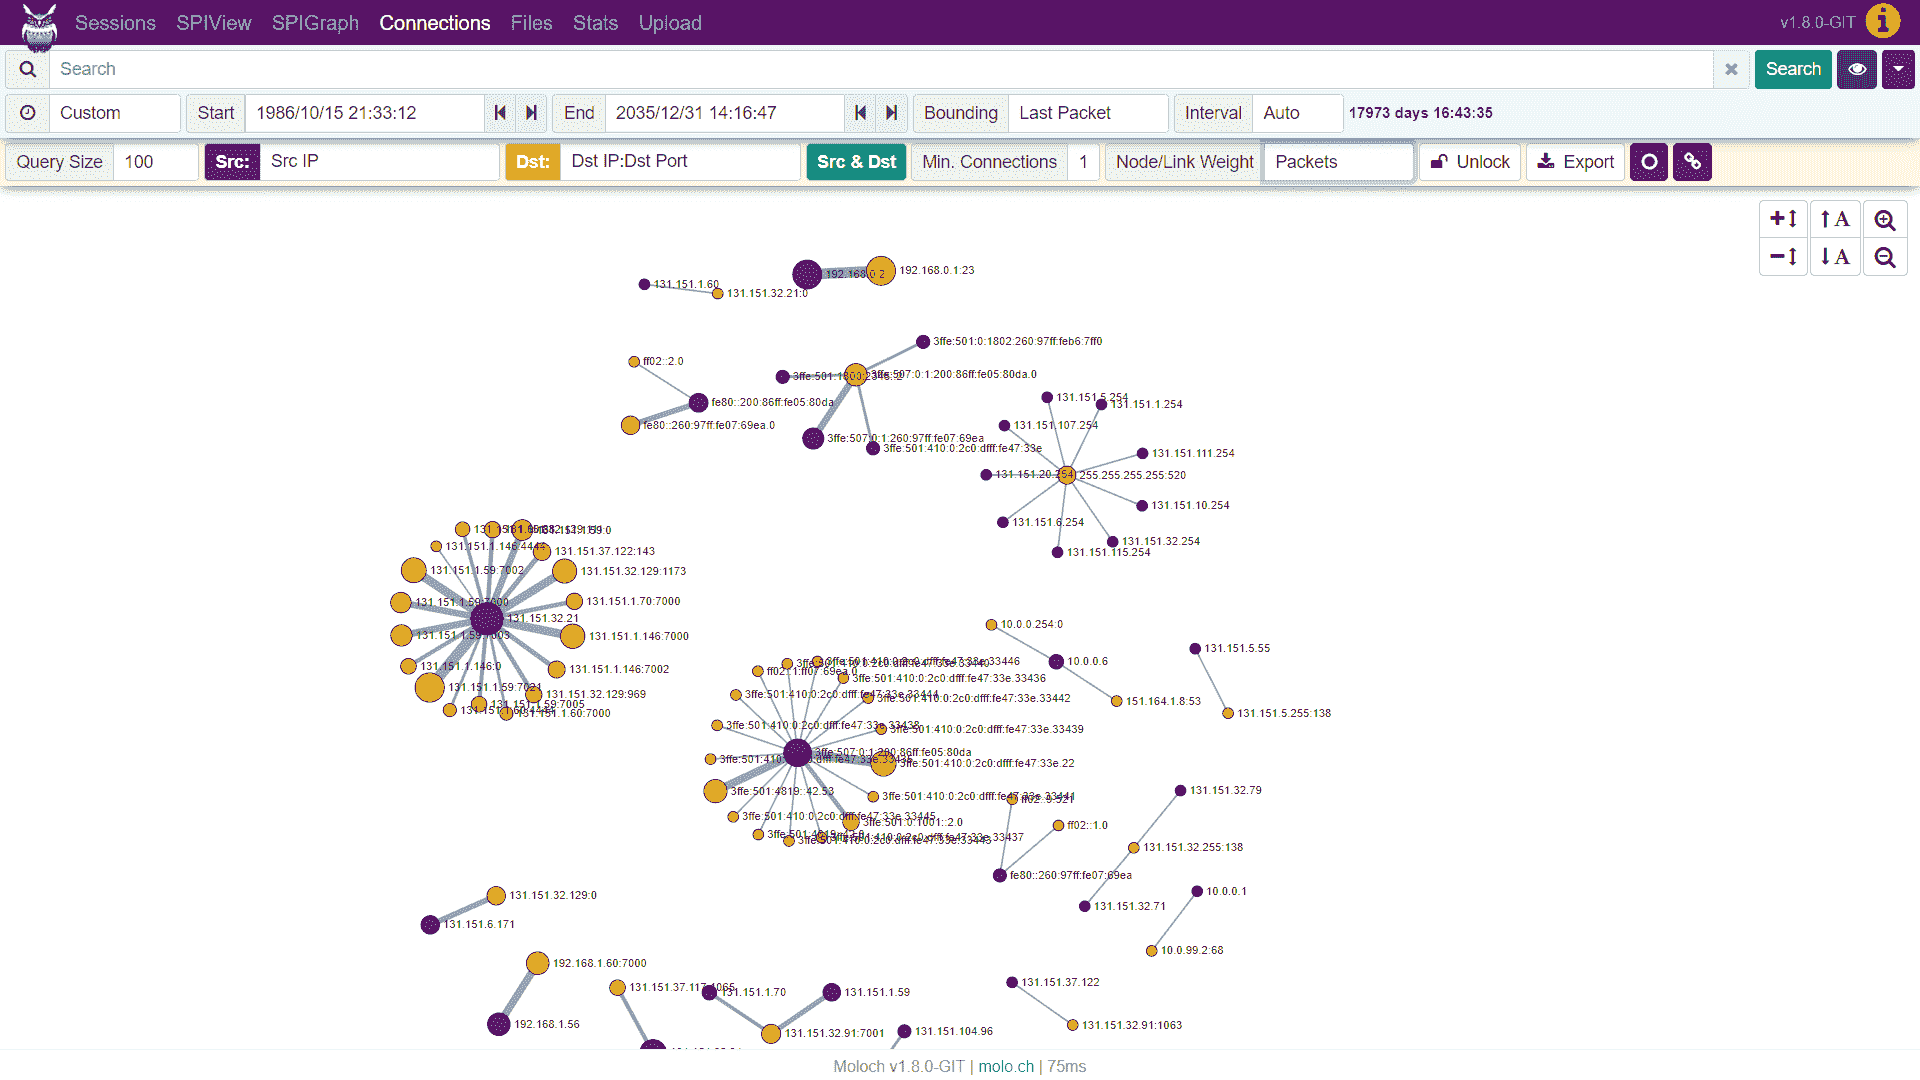 Sessions SPIView SPIGraph Connections Files Stats Upload v1.8.0-GIT
Search Search
Custom Start 1986/10/15 21:33:12 End 2035/12/31 14:16:47 Bounding Last Packet Interval Auto 17973 days 16:43:35
Query Size 100 Src: Src IP Dst: Dst IP:Dst Port Src & Dst Min. Connections 1 Node/Link Weight Packets Unlock Export
192.168.0.2 192.168.0.1:23
131.151.1.60
131.151.32.21:0
3ffe:501:0:1802:260:97ff:feb6:7ff0
ff02::2.0
3ffe:507:0:1:200:86ff:fe05:80da.0
fe80::200:86ff:fe05:80da
131.151.5.254
131.151.1.254
fe80::260:97ff:fe07:69ea.0
131.151.107.254
3ffe:507:0:1:260:97ff:fe07:69ea
3ffe:501:410:0:2c0:dfff:fe47:33e
131.151.111.254
131.151.20.254 255.255.255.255:520
131.151.10.254
131.151.6.254
131.151.32.254
131.151.115.254
131.151.1.59:0
131.151.1.146:4444 131.151.37.122:143
131.151.1.59:7002 131.151.32.129:1173
131.151.1.59:7000 131.151.1.70:7000
131.151.32.21
131.151.1.59:7003 131.151.1.146:7000
131.151.1.146:0 131.151.1.146:7002
131.151.1.59:7021 131.151.32.129:969
131.151.1.59:7005
131.151.1.60:7000
10.0.0.254:0
10.0.0.6
151.164.1.8:53
131.151.5.55
131.151.5.255:138
3ffe:501:410:0:2c0:dfff:fe47:33e.33446
ff02::1:ff07:69ea.0
3ffe:501:410:0:2c0:dfff:fe47:33e.33436
3ffe:501:410:0:2c0:dfff:fe47:33e.33444
3ffe:501:410:0:2c0:dfff:fe47:33e.33442
3ffe:501:410:0:2c0:dfff:fe47:33e.33438
3ffe:501:410:0:2c0:dfff:fe47:33e.33439
3ffe:507:0:1:200:86ff:fe05:80da
3ffe:501:410:0:2c0:dfff:fe47:33e.22
3ffe:501:4819::42.53
3ffe:501:410:0:2c0:dfff:fe47:33e.33441
ff02::9.521
3ffe:501:410:0:2c0:dfff:fe47:33e.33445
3ffe:501:0:1001::2.0
3ffe:501:410:0:2c0:dfff:fe47:33e.33437
3ffe:501:410:0:2c0:dfff:fe47:33e.33443
ff02::1.0
fe80::260:97ff:fe07:69ea
131.151.32.79
131.151.32.255:138
131.151.32.71
10.0.0.1
10.0.99.2:68
131.151.32.129:0
131.151.6.171
192.168.1.60:7000
192.168.1.56
131.151.37.117:1065
131.151.1.70
131.151.1.59
131.151.32.91:7001
131.151.104.96
131.151.37.122
131.151.32.91:1063
Moloch v1.8.0-GIT | molo.ch | 75ms